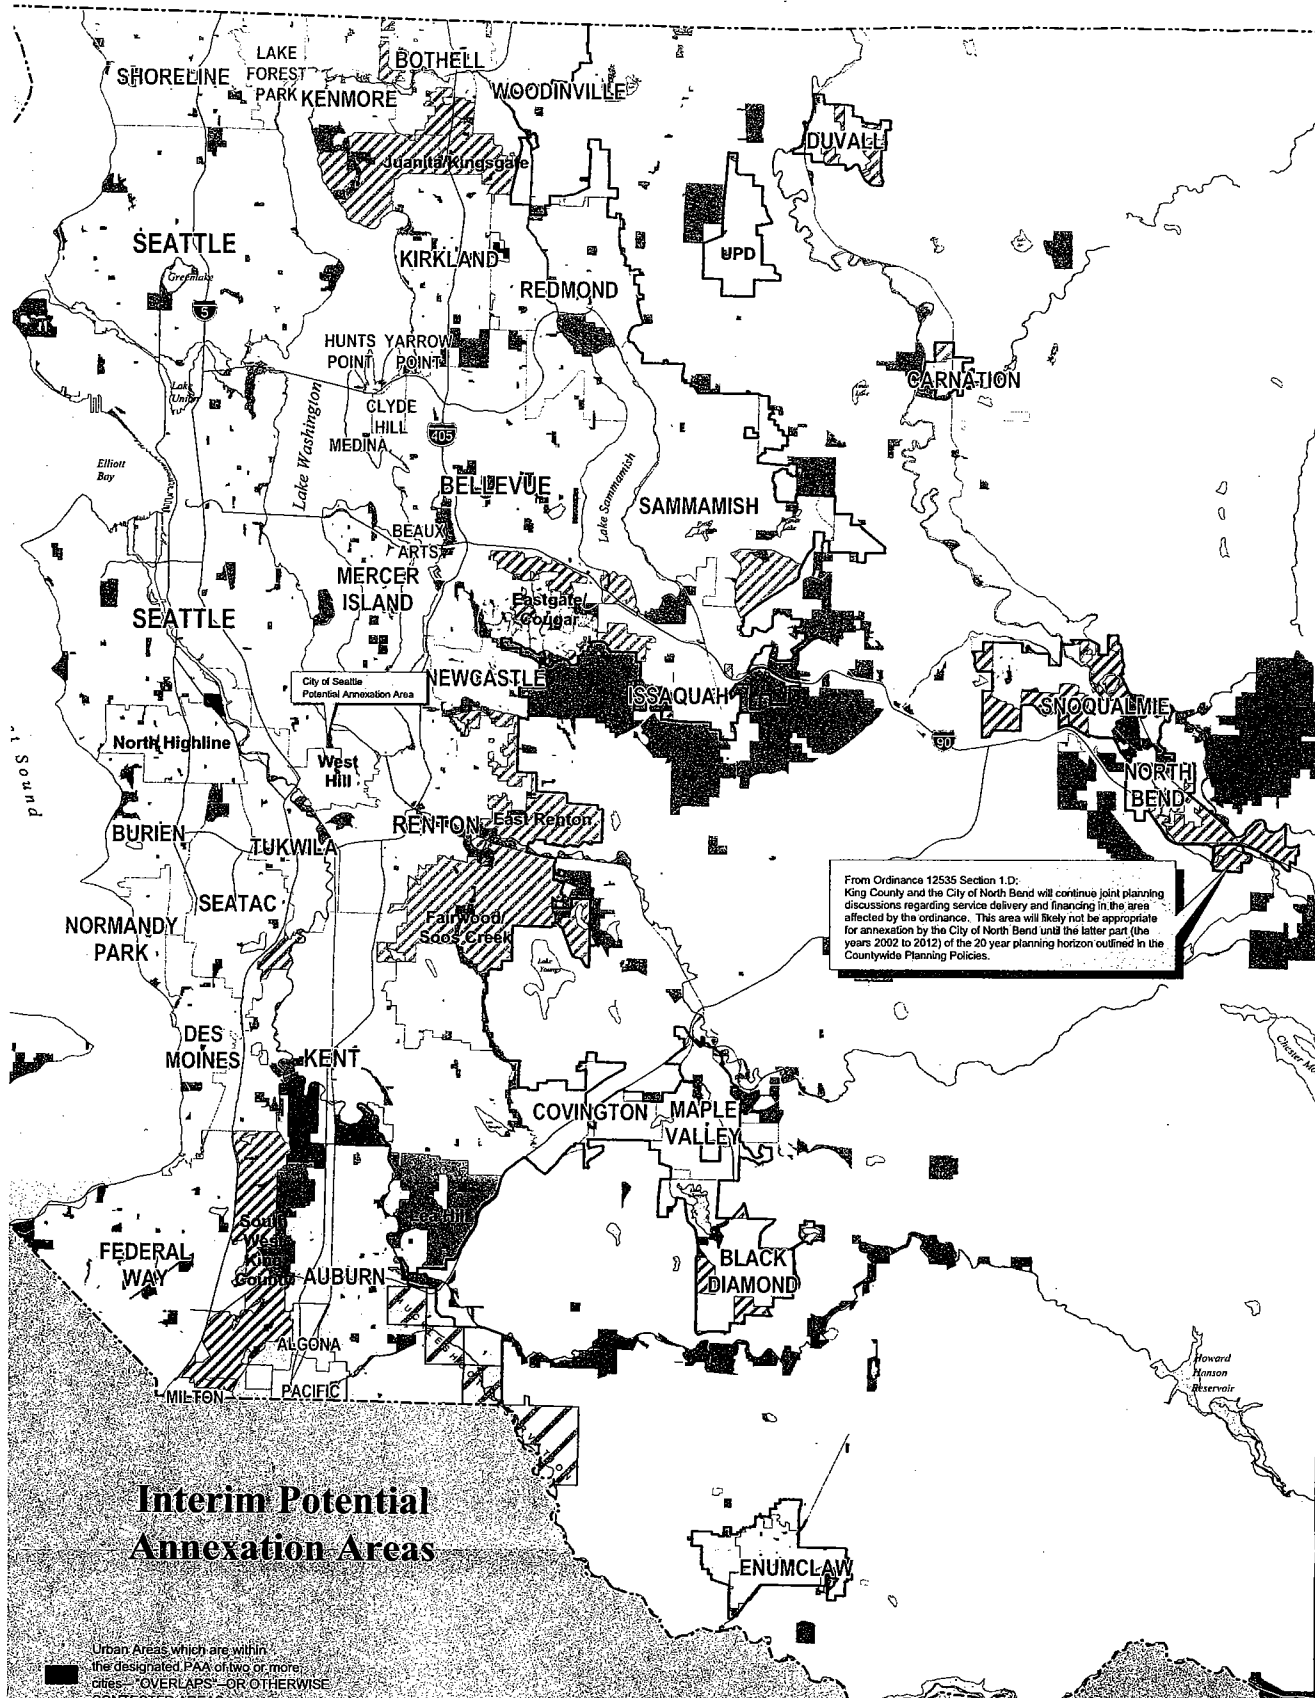 SHORELINE
LAKE
FOREST
PARK
KENMORE
BOTHELL
WOODINVILLE
DUVALL
Juanita/Kingsgate
SEATTLE
Greenlake
KIRKLAND
UPD
REDMOND
5
HUNTS
POINT
YARROW
POINT
CARNATION
Lake
Union
CLYDE
HILL
MEDINA
405
Lake Washington
Elliott
Bay
BELLEVUE
Lake Sammamish
SAMMAMISH
BEAUX
ARTS
MERCER
ISLAND
Eastgate/
Cougar
SEATTLE
City of Seattle
Potential Annexation Area
NEWCASTLE
ISSAQUAH
SNOQUALMIE
90
North Highline
West
Hill
NORTH
BEND
Sound
BURIEN
TUKWILA
RENTON
East Renton
SEATAC
NORMANDY
PARK
Fairwood/
Soos Creek
Lake
Young
From Ordinance 12535 Section 1.D;
King County and the City of North Bend will continue joint planning
discussions regarding service delivery and financing in the area
affected by the ordinance. This area will likely not be appropriate
for annexation by the City of North Bend until the latter part (the
years 2002 to 2012) of the 20 year planning horizon outlined in the
Countywide Planning Policies.
DES
MOINES
KENT
Chester
COVINGTON
MAPLE
VALLEY
Lea Hill
South
West
King
County
FEDERAL
WAY
AUBURN
BLACK
DIAMOND
ALGONA
PACIFIC
MILTON
Howard
Hanson
Reservoir
Interim Potential
Annexation Areas
ENUMCLAW
Urban Areas which are within
the designated PAA of two or more
cities--"OVERLAPS"--OR OTHERWISE